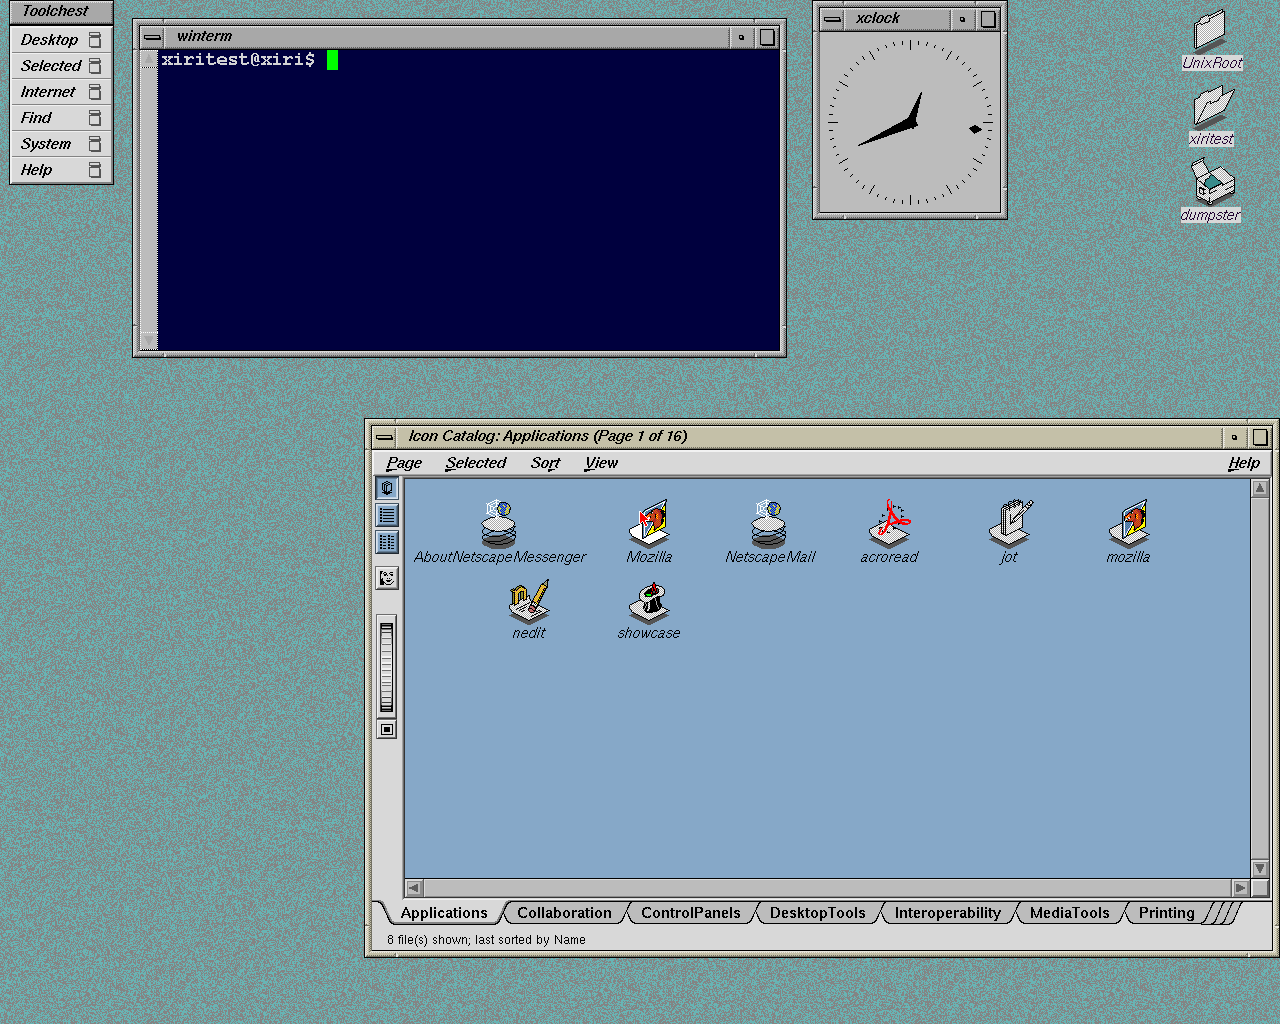 Toolchest
Desktop
Selected
Internet
Find
System
Help
winterm
xiritest@xiri$
xclock
UnixRoot
xiritest
dumpster
Icon Catalog: Applications (Page 1 of 16)
Page Selected Sort View Help
AboutNetscapeMessenger Mozilla NetscapeMail acroread jot mozilla
nedit showcase
Applications Collaboration ControlPanels DesktopTools Interoperability MediaTools Printing
8 file(s) shown; last sorted by Name